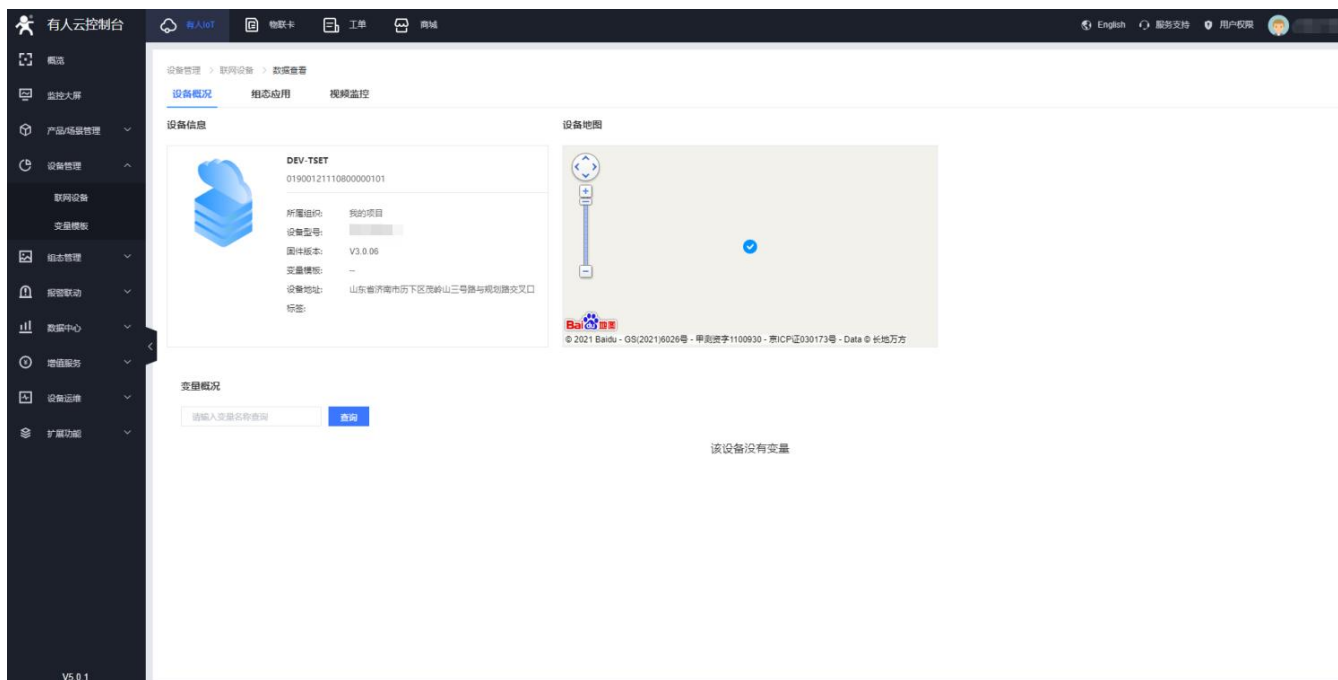 有人云控制台
有人IoT
物联卡
工单
商城
English
服务支持
用户权限
概览
监控大屏
产品/场景管理
设备管理
联网设备
变量模板
组态管理
报警联动
数据中心
增值服务
设备运维
扩展功能
V5.0.1
设备管理 > 联网设备 > 数据查看
设备概况 组态应用 视频监控
设备信息
DEV-TSET
01900121110800000101
所属组织: 我的项目
设备型号:
固件版本: V3.0.06
变量模板: --
设备地址: 山东省济南市历下区茂岭山三号路与规划路交叉口
标签:
设备地图
Bai du 地图
© 2021 Baidu - GS(2021)6026号 - 甲测资字1100930 - 京ICP证030173号 - Data © 长地万方
变量概况
请输入变量名称查询 查询
该设备没有变量